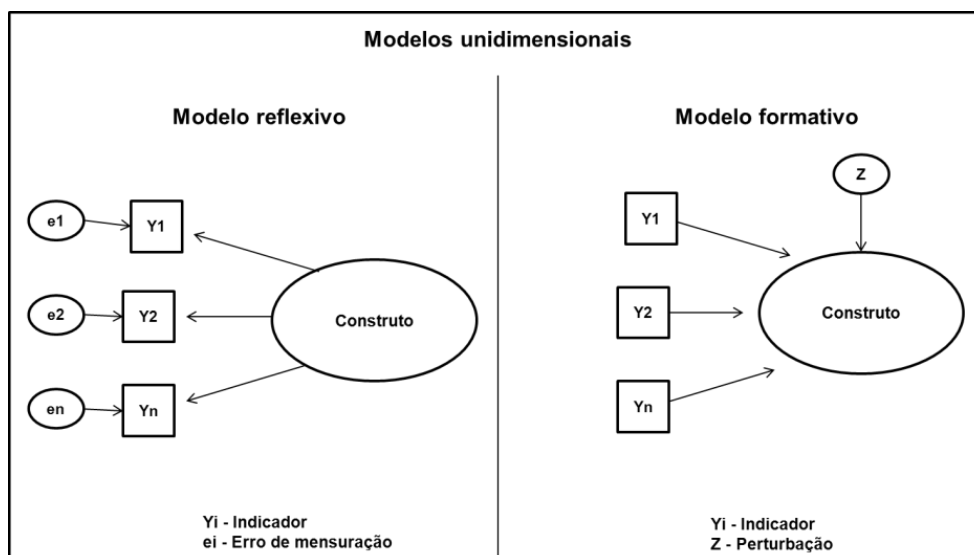 Modelos unidimensionais
Modelo reflexivo
e1
Y1
e2
Y2
Construto
en
Yn
Yi - Indicador
ei - Erro de mensuração
Modelo formativo
Z
Y1
Y2
Construto
Yn
Yi - Indicador
Z - Perturbação